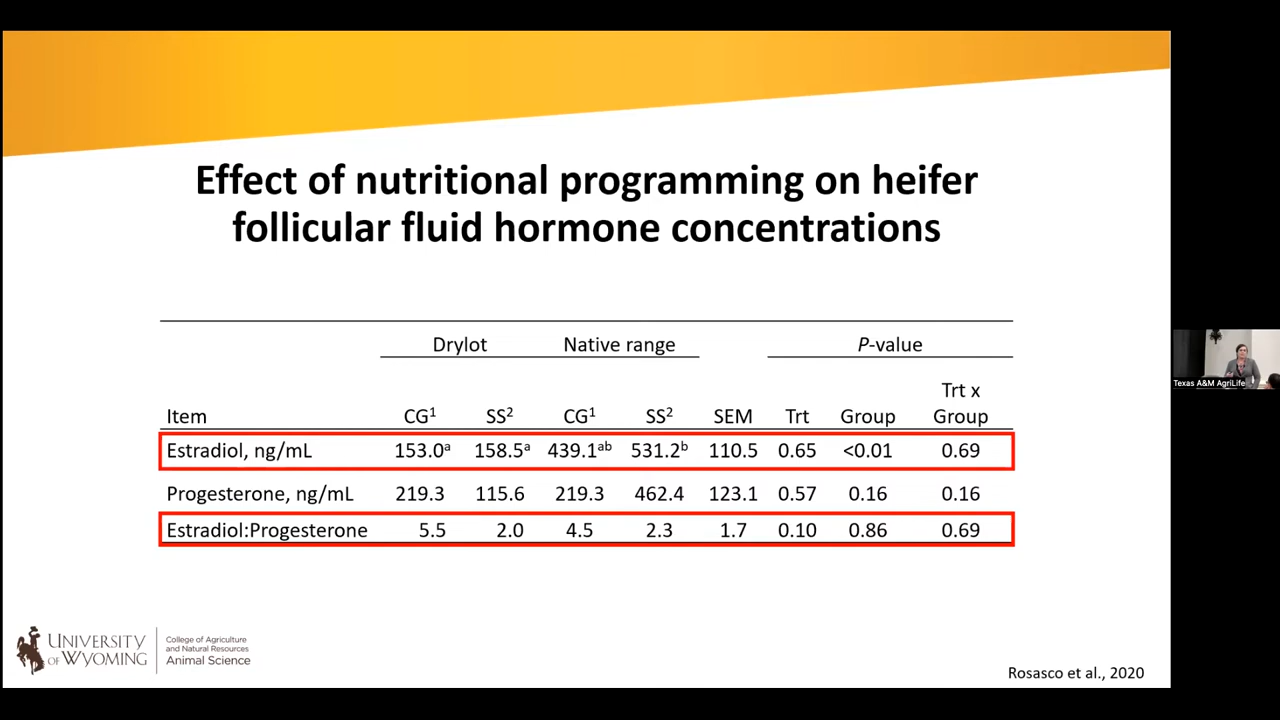 Effect of nutritional programming on heifer
follicular fluid hormone concentrations
Drylot Native range P-value
Item CG¹ SS² CG¹ SS² SEM Trt Group Trt x Group
Estradiol, ng/mL 153.0ᵃ 158.5ᵃ 439.1ᵃᵇ 531.2ᵇ 110.5 0.65 <0.01 0.69
Progesterone, ng/mL 219.3 115.6 219.3 462.4 123.1 0.57 0.16 0.16
Estradiol:Progesterone 5.5 2.0 4.5 2.3 1.7 0.10 0.86 0.69
Texas A&M AgriLife
UNIVERSITY
OF WYOMING
College of Agriculture
and Natural Resources
Animal Science
Rosasco et al., 2020